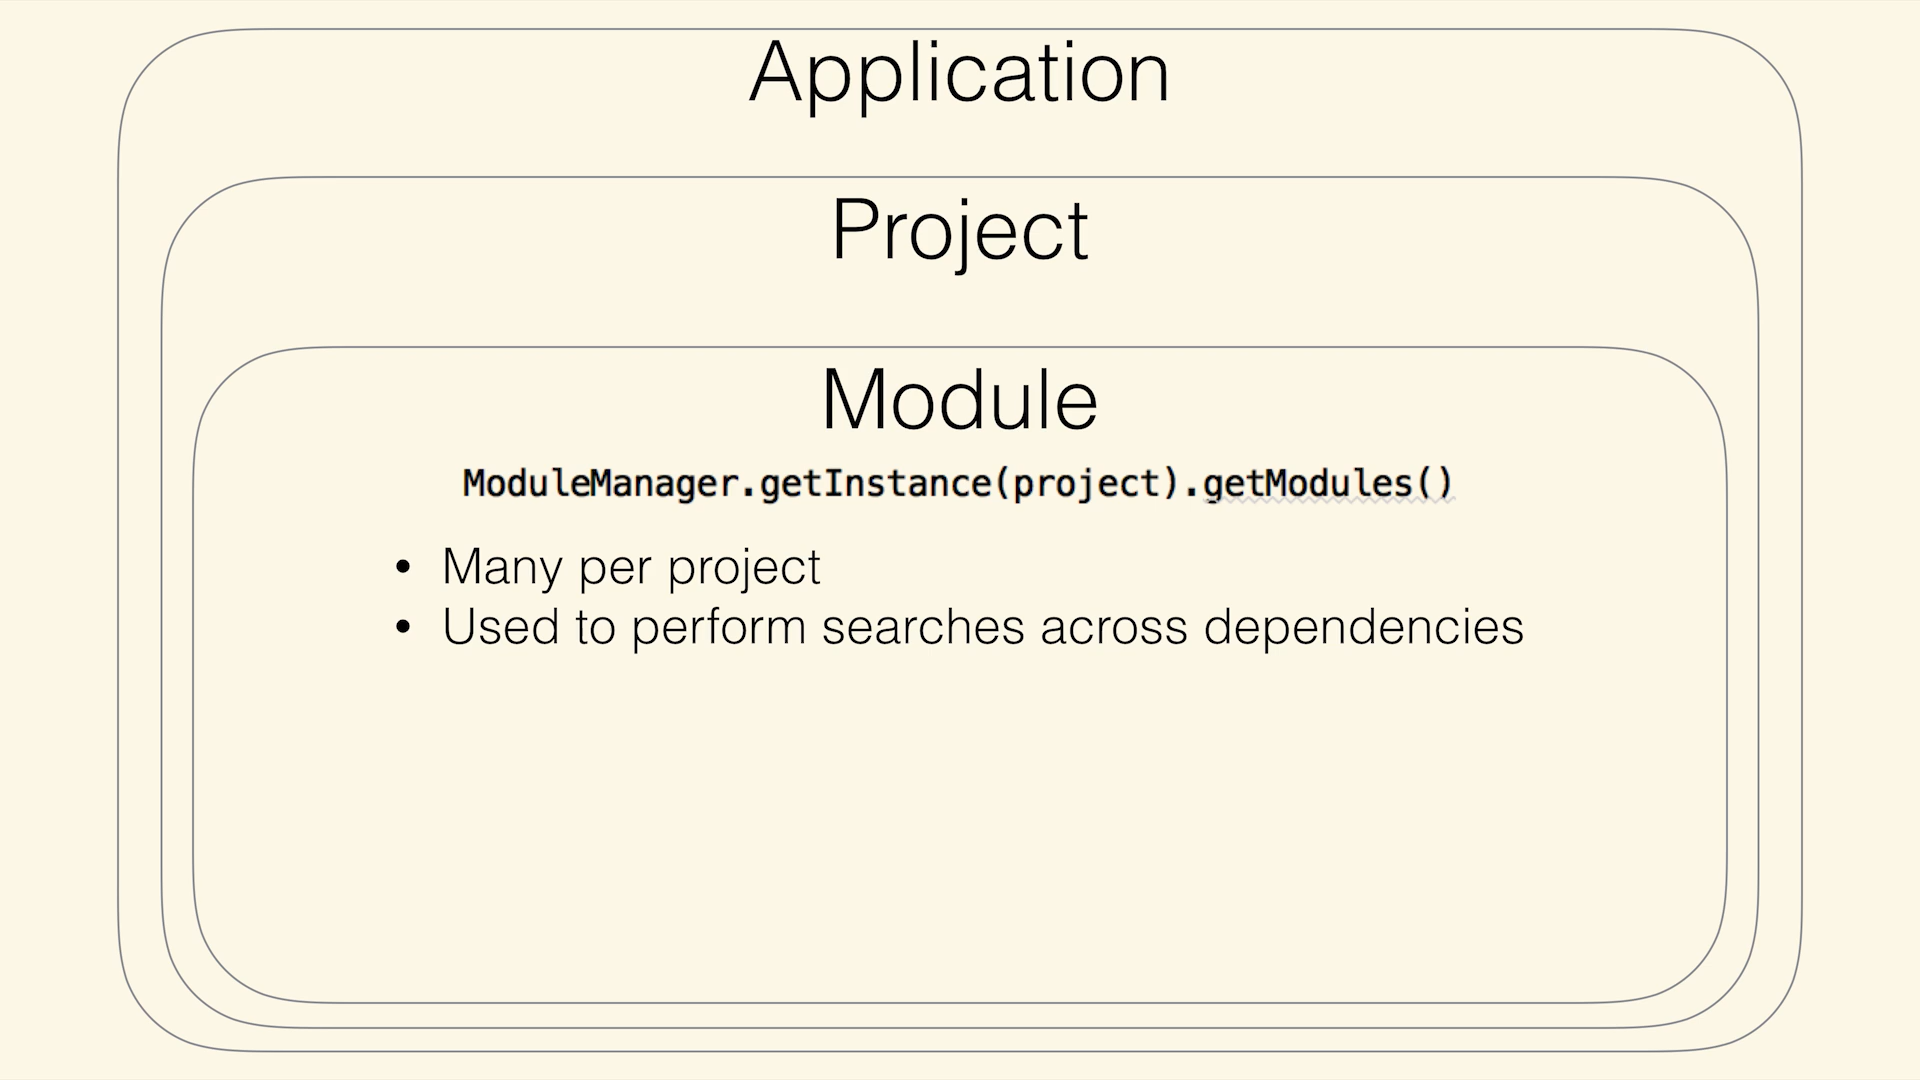 Application
Project
Module
ModuleManager.getInstance(project).getModules()
• Many per project
• Used to perform searches across dependencies